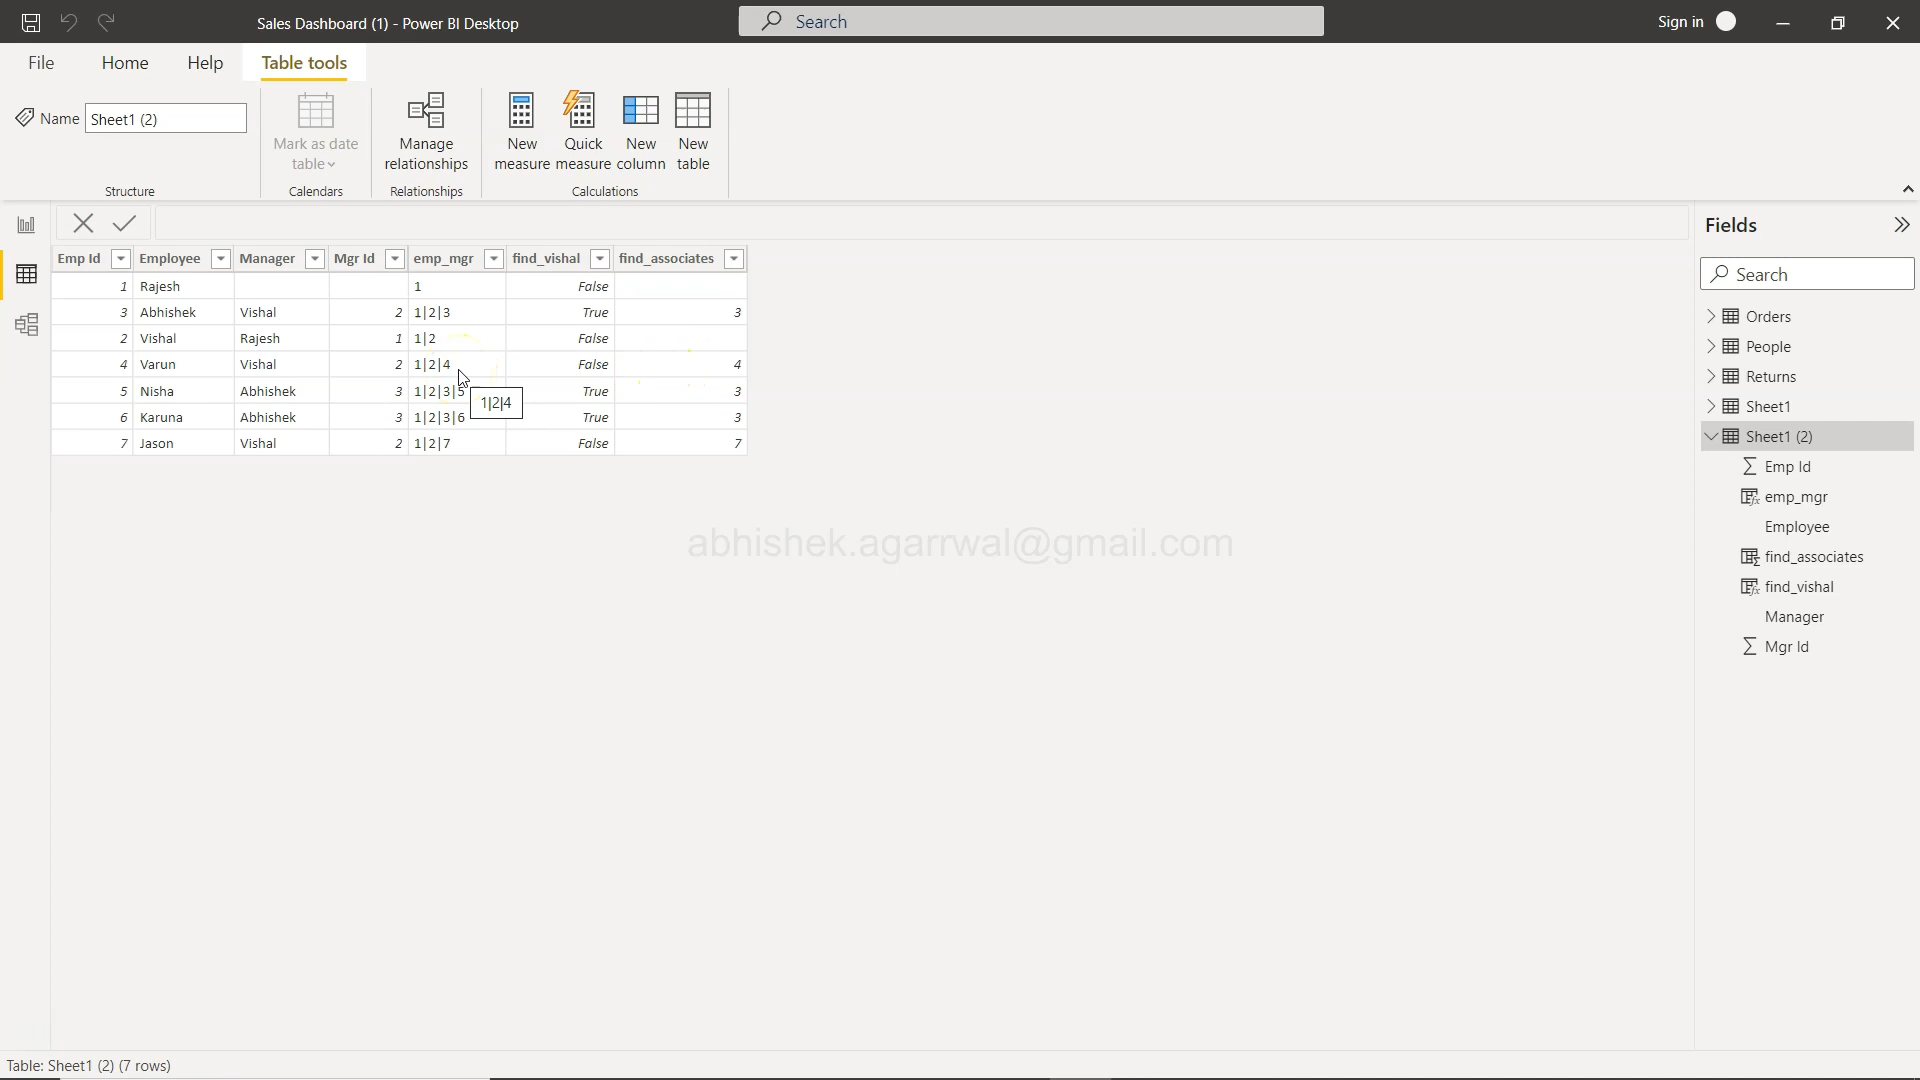 Sales Dashboard (1) - Power BI Desktop
Search
Sign in
File Home Help Table tools
Name Sheet1 (2)
Mark as date table
Manage relationships
New measure
Quick measure
New column
New table
Structure Calendars Relationships Calculations
Fields
Search
Emp Id Employee Manager Mgr Id emp_mgr find_vishal find_associates
1 Rajesh 1 False
3 Abhishek Vishal 2 1|2|3 True 3
2 Vishal Rajesh 1 1|2 False
4 Varun Vishal 2 1|2|4 False 4
5 Nisha Abhishek 3 1|2|3|5 True 3
1|2|4
6 Karuna Abhishek 3 1|2|3|6 True 3
7 Jason Vishal 2 1|2|7 False 7
Orders
People
Returns
Sheet1
Sheet1 (2)
Emp Id
emp_mgr
Employee
find_associates
find_vishal
Manager
Mgr Id
abhishek.agarrwal@gmail.com
Table: Sheet1 (2) (7 rows)